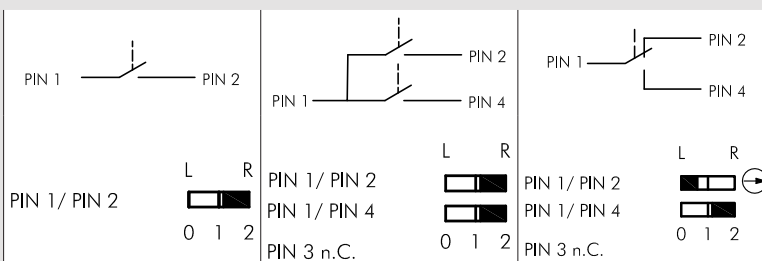 PIN 1 PIN 2
L R
PIN 1/ PIN 2
0 1 2
PIN 2
PIN 1 PIN 4
L R
PIN 1/ PIN 2
PIN 1/ PIN 4
0 1 2
PIN 3 n.C.
PIN 2
PIN 1
PIN 4
L R
PIN 1/ PIN 2
PIN 1/ PIN 4
0 1 2
PIN 3 n.C.